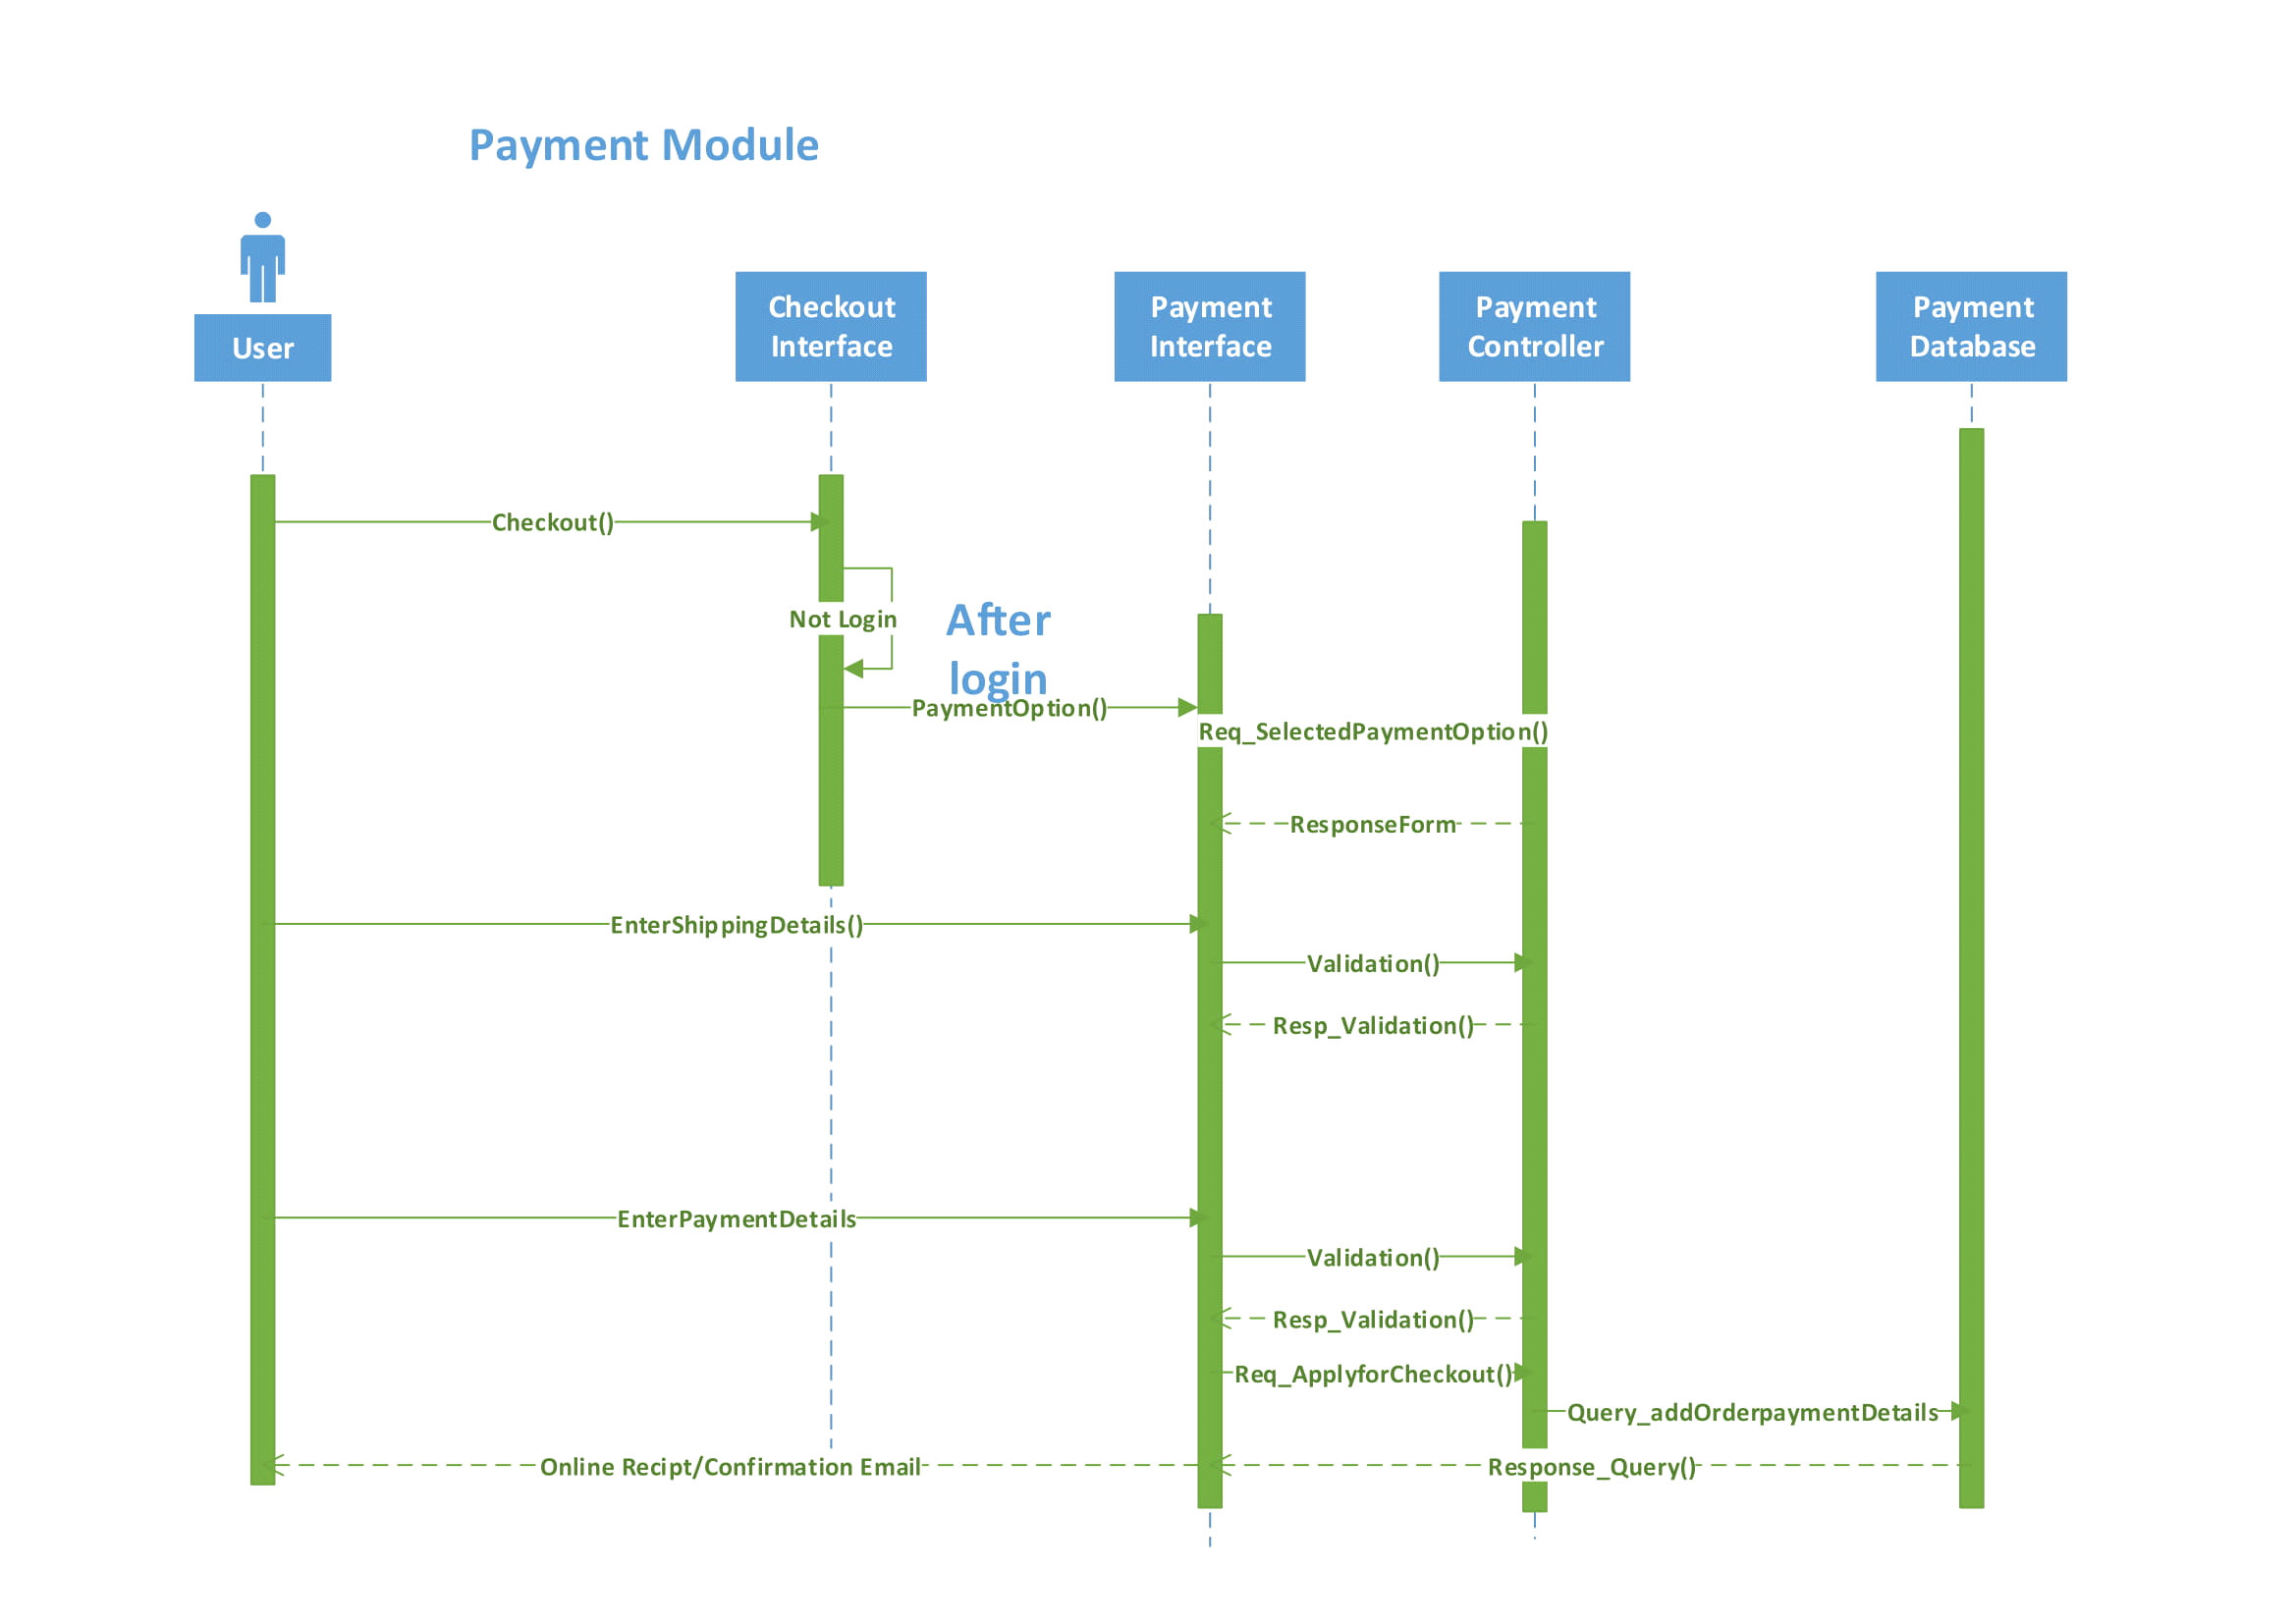 Payment Module
User
Checkout
Interface
Payment
Interface
Payment
Controller
Payment
Database
Checkout()
Not Login
After
login
PaymentOption()
Req_SelectedPaymentOption()
ResponseForm
EnterShippingDetails()
Validation()
Resp_Validation()
EnterPaymentDetails
Validation()
Resp_Validation()
Req_ApplyforCheckout()
Query_addOrderpaymentDetails
Online Recipt/Confirmation Email
Response_Query()